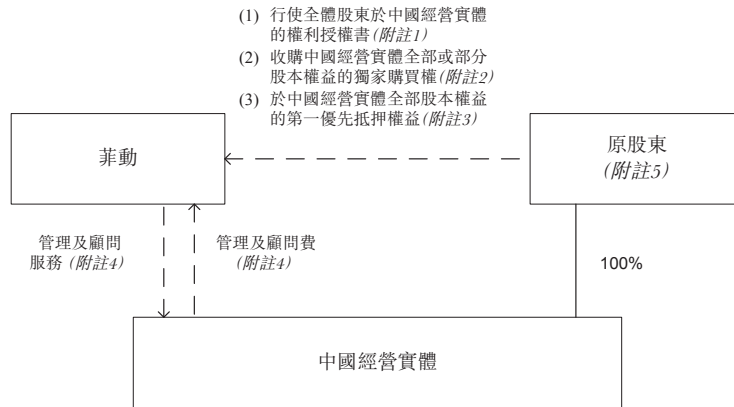 (1) 行使全體股東於中國經營實體
的權利授權書(附註1)
(2) 收購中國經營實體全部或部分
股本權益的獨家購買權(附註2)
(3) 於中國經營實體全部股本權益
的第一優先抵押權益(附註3)
菲動
原股東
(附註5)
管理及顧問
服務 (附註4)
管理及顧問費
(附註4)
100%
中國經營實體